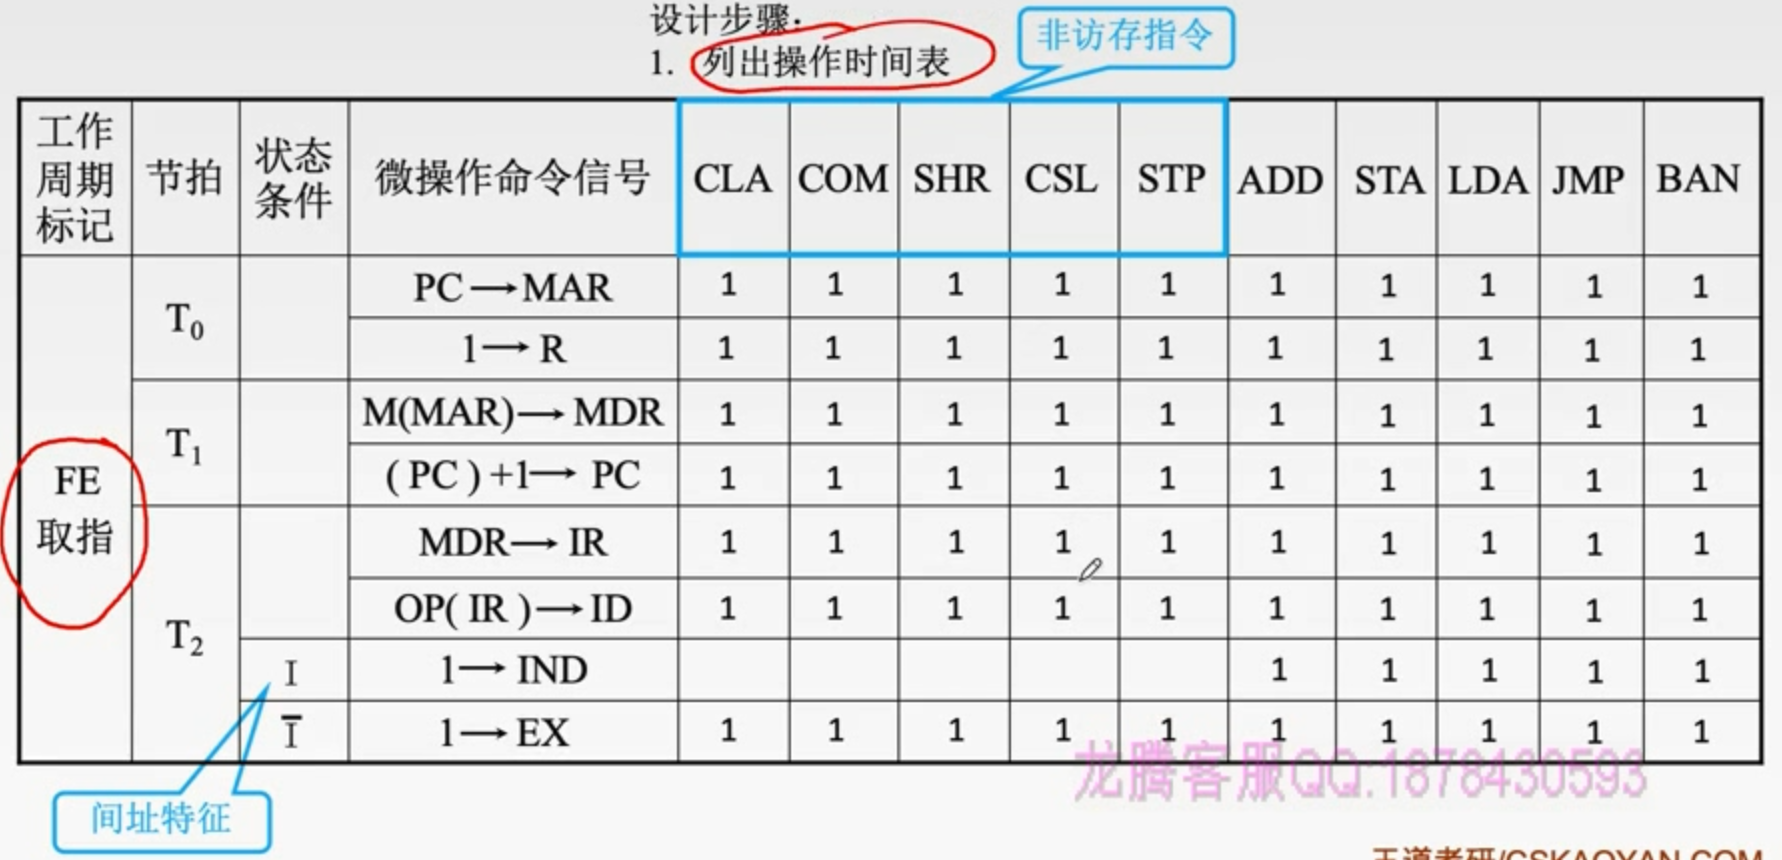 设计步骤:
1. 列出操作时间表
非访存指令
工作周期标记 节拍 状态条件 微操作命令信号 CLA COM SHR CSL STP ADD STA LDA JMP BAN
FE 取指
T0
PC→MAR 1 1 1 1 1 1 1 1 1 1
1→R 1 1 1 1 1 1 1 1 1 1
T1
M(MAR)→MDR 1 1 1 1 1 1 1 1 1 1
(PC)+1→PC 1 1 1 1 1 1 1 1 1 1
T2
MDR→IR 1 1 1 1 1 1 1 1 1 1
OP(IR)→ID 1 1 1 1 1 1 1 1 1 1
I 1→IND 1 1 1 1 1
Ī 1→EX 1 1 1 1 1 1 1 1 1 1
间址特征
龙腾客服QQ:1878430593
王道考研/CSKAOYAN.COM